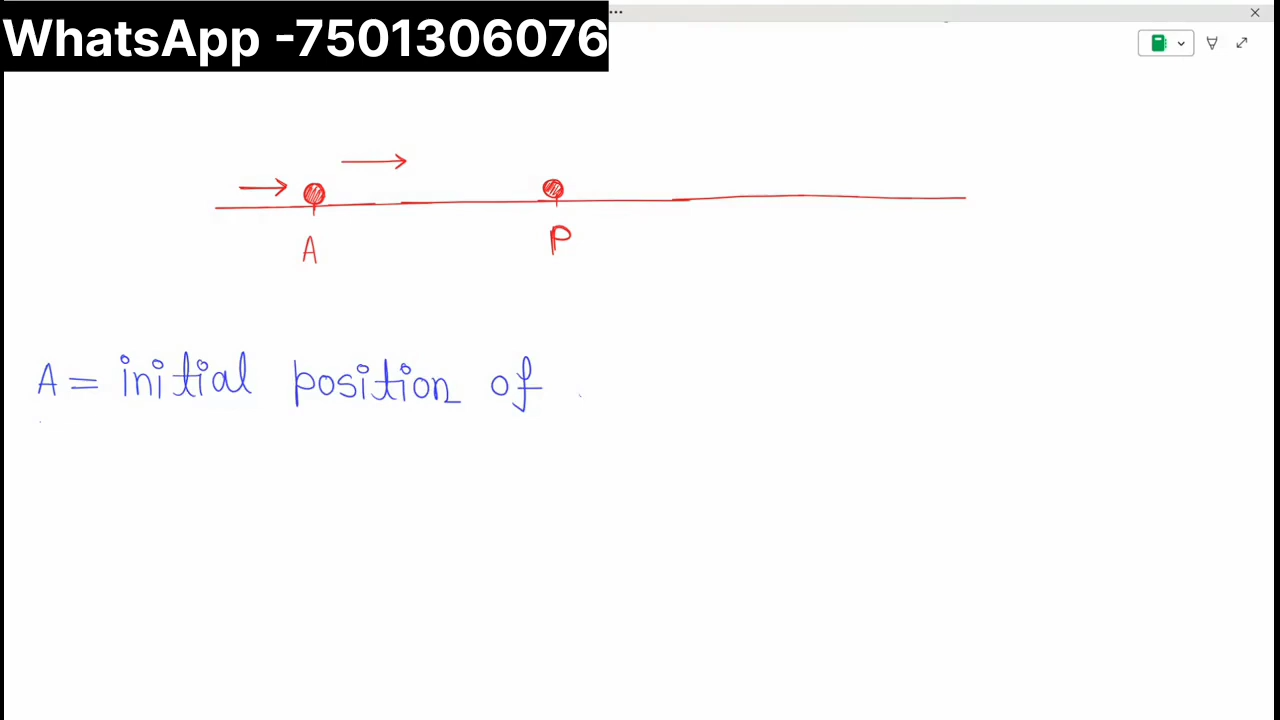 WhatsApp -7501306076
A
P
A = initial position of